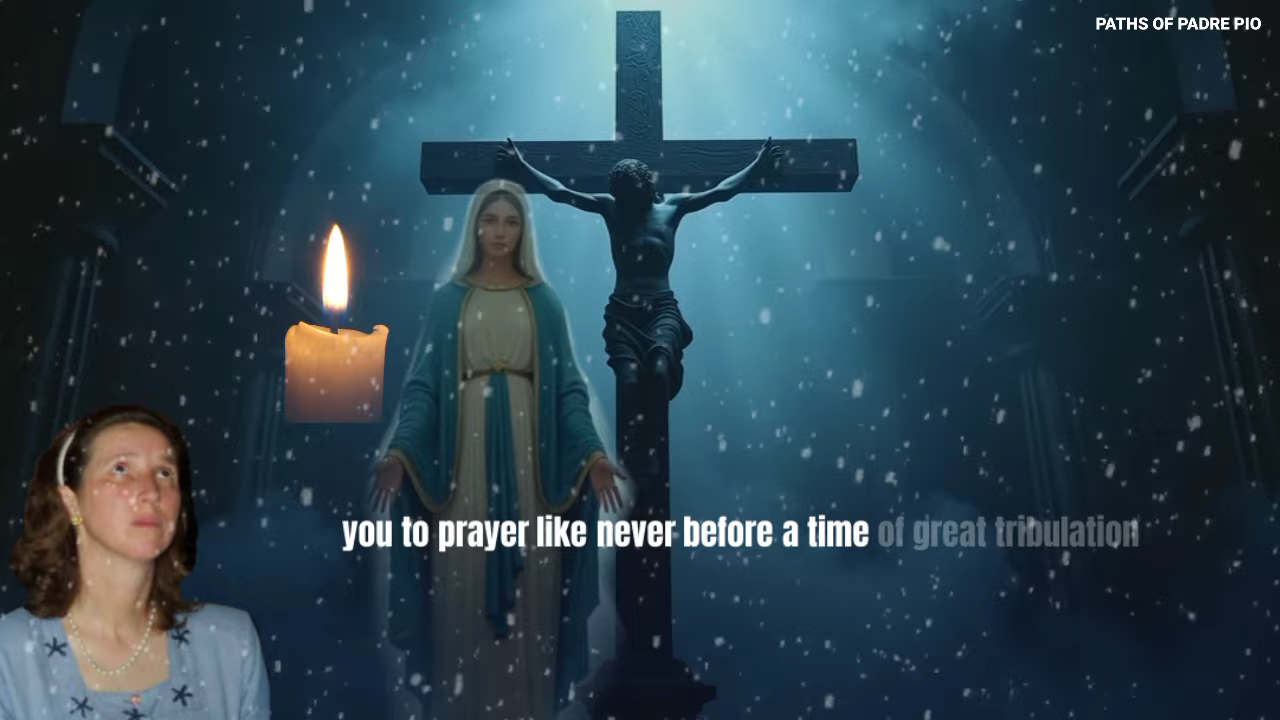 PATHS OF PADRE PIO
you to prayer like never before a time of great tribulation